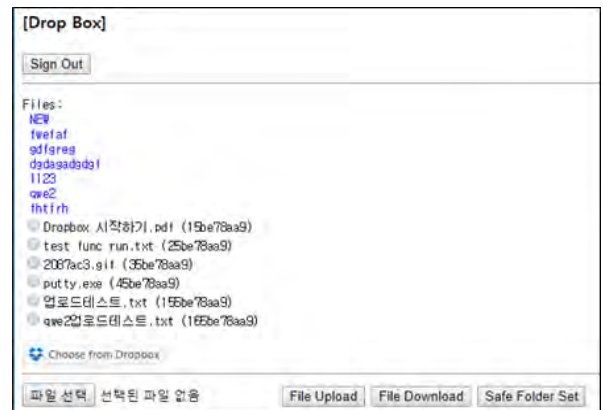 [Drop Box]
Sign Out
Files:
NEW
fwefaf
gdfgreg
dgdagadgdgf
1123
qwe2
fhtfrh
Dropbox 시작하기.pdf (15be78aa9)
test func run.txt (25be78aa9)
2087ac3.gif (35be78aa9)
putty.exe (45be78aa9)
업로드테스트.txt (155be78aa9)
qwe2업로드테스트.txt (165be78aa9)
Choose from Dropbox
파일 선택 선택된 파일 없음 File Upload File Download Safe Folder Set